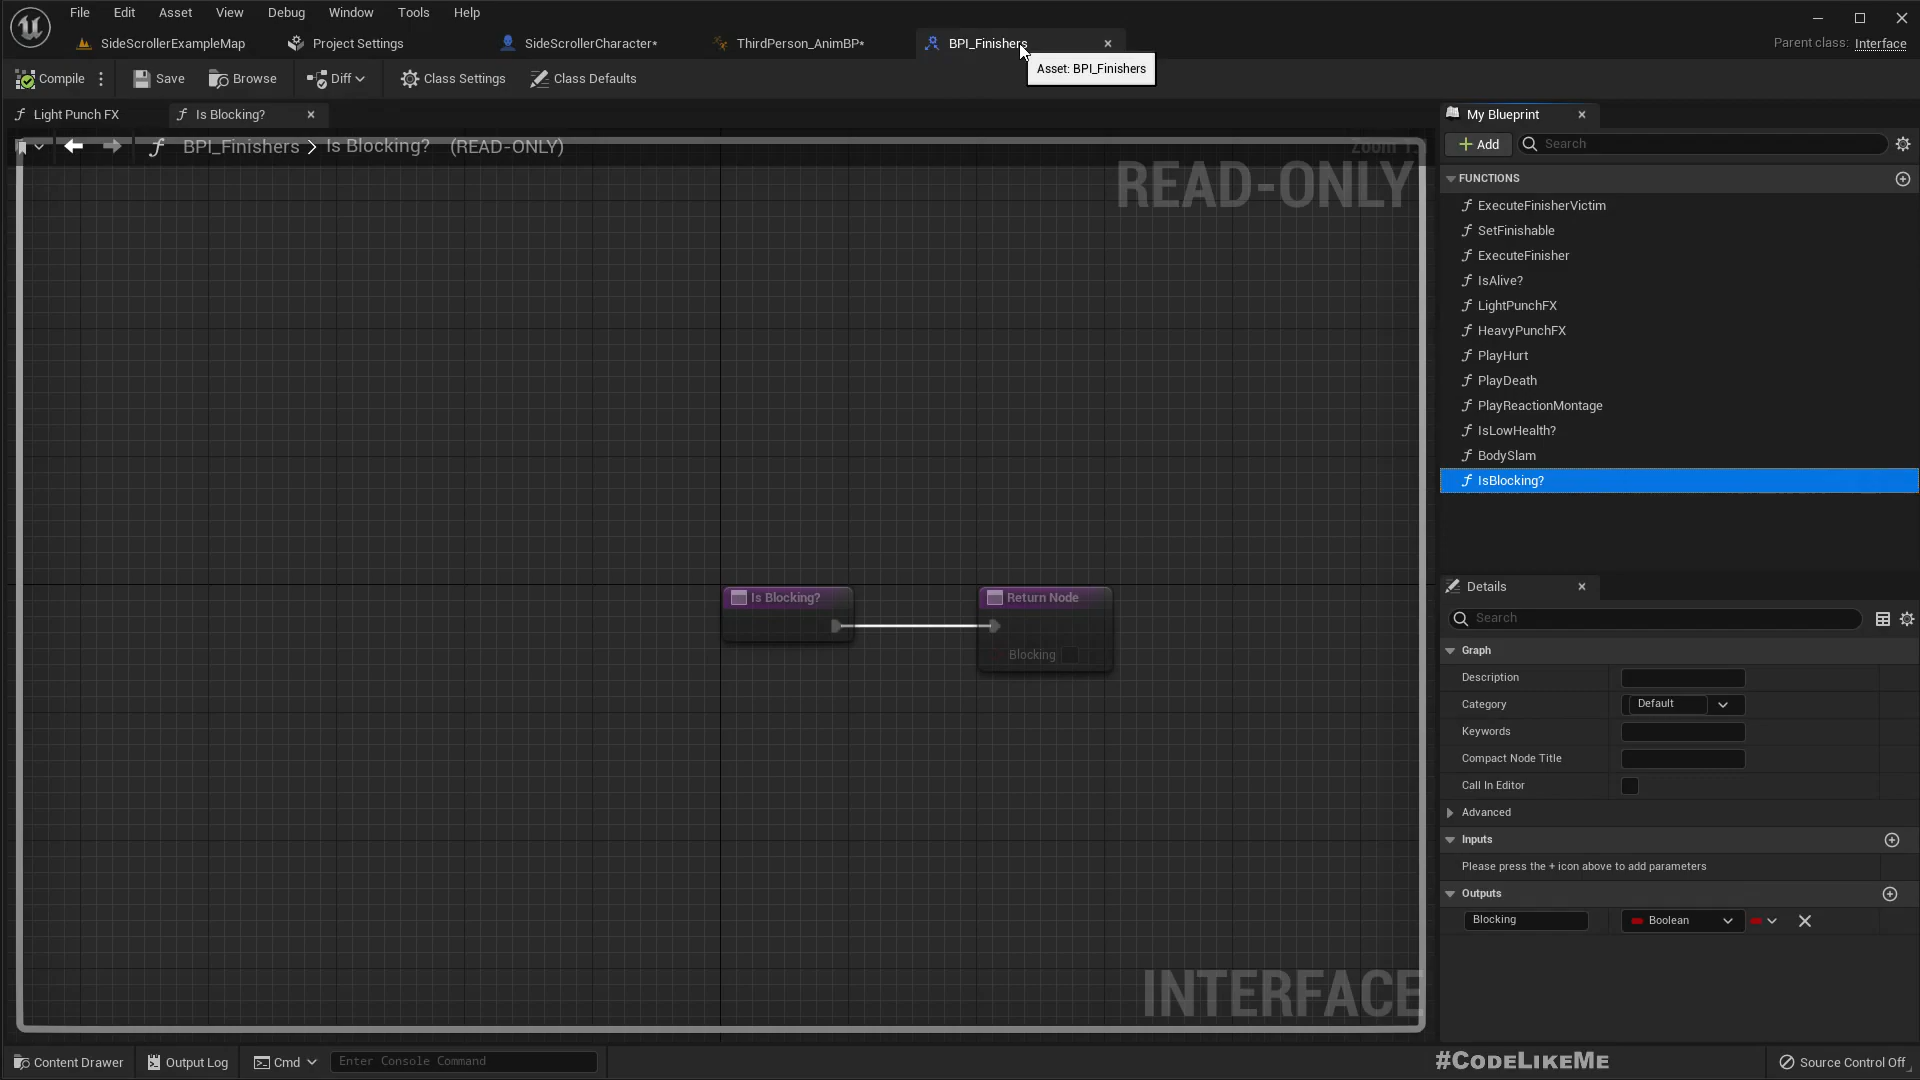 File Edit Asset View Debug Window Tools Help
SideScrollerExampleMap Project Settings SideScrollerCharacter* ThirdPerson_AnimBP* BPI_Finishers
Parent class: Interface
Asset: BPI_Finishers
Compile Save Browse Diff Class Settings Class Defaults
Light Punch FX Is Blocking?
BPI_Finishers > Is Blocking? (READ-ONLY)
READ-ONLY
Is Blocking?
Return Node
Blocking
INTERFACE
My Blueprint
Add Search
FUNCTIONS
ExecuteFinisherVictim
SetFinishable
ExecuteFinisher
IsAlive?
LightPunchFX
HeavyPunchFX
PlayHurt
PlayDeath
PlayReactionMontage
IsLowHealth?
BodySlam
IsBlocking?
Details
Search
Graph
Description
Category Default
Keywords
Compact Node Title
Call In Editor
Advanced
Inputs
Please press the + icon above to add parameters
Outputs
Blocking Boolean
Content Drawer Output Log Cmd Enter Console Command
#CodeLikeMe
Source Control Off